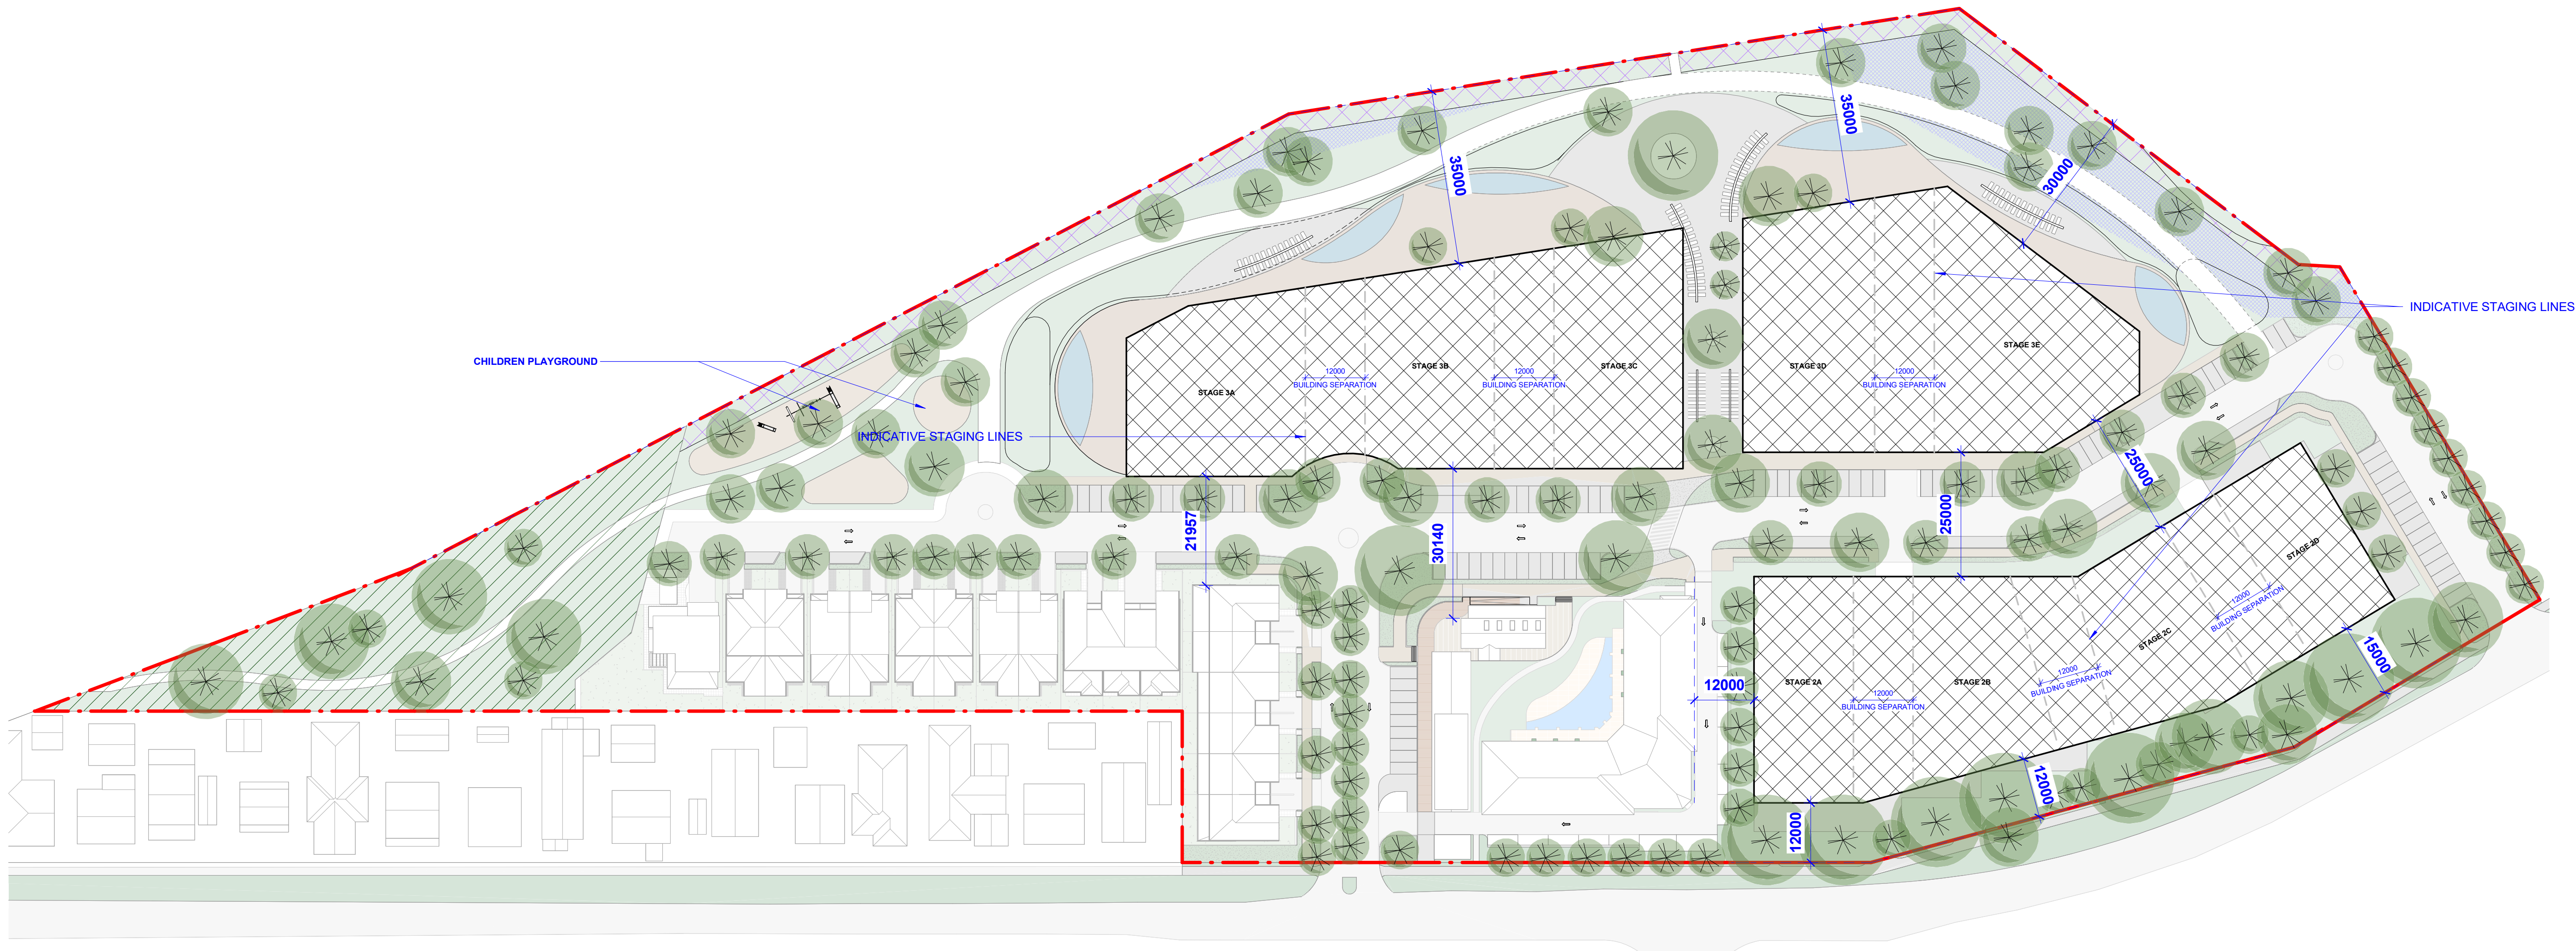 35000
35000
30000
INDICATIVE STAGING LINES
CHILDREN PLAYGROUND
STAGE 3A
STAGE 3B
STAGE 3C
STAGE 3D
STAGE 3E
12000
BUILDING SEPARATION
12000
BUILDING SEPARATION
12000
BUILDING SEPARATION
INDICATIVE STAGING LINES
21957
30140
25000
25000
STAGE 2A
STAGE 2B
STAGE 2C
STAGE 2D
12000
BUILDING SEPARATION
12000
BUILDING SEPARATION
12000
BUILDING SEPARATION
12000
15000
12000
12000